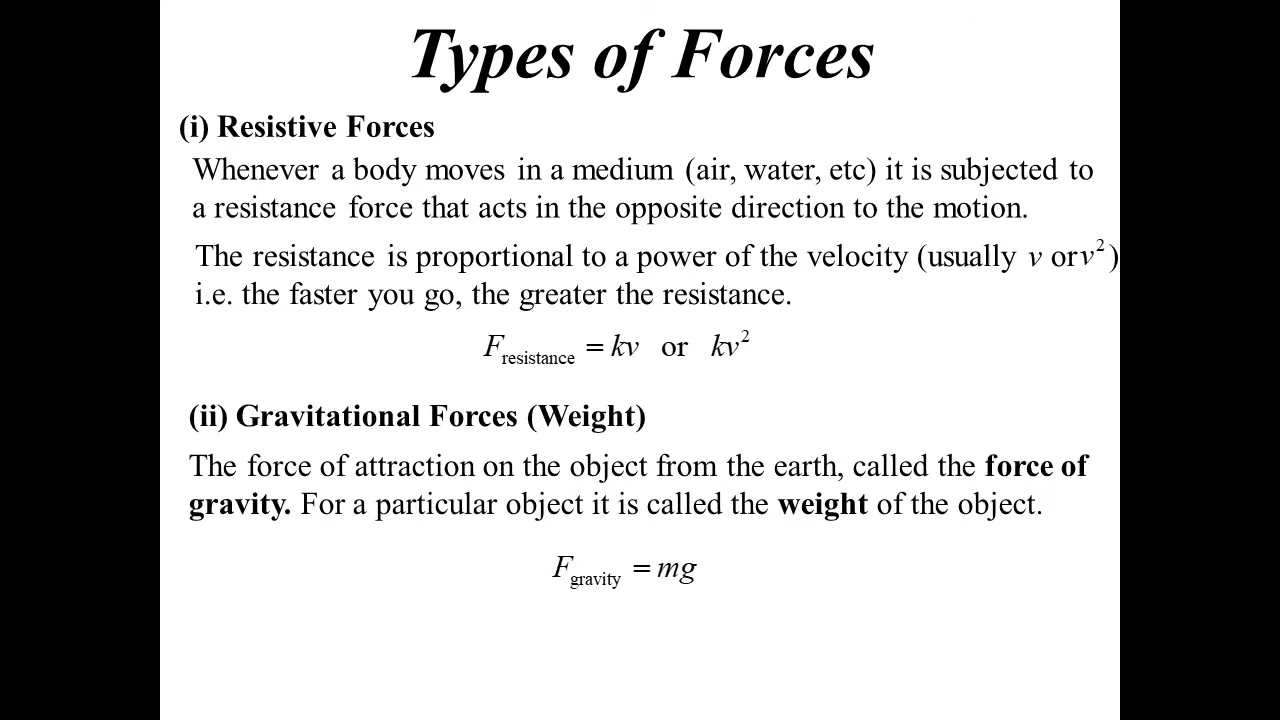 Types of Forces
(i) Resistive Forces
Whenever a body moves in a medium (air, water, etc) it is subjected to
a resistance force that acts in the opposite direction to the motion.
The resistance is proportional to a power of the velocity (usually v or v²)
i.e. the faster you go, the greater the resistance.
F resistance = kv or kv²
(ii) Gravitational Forces (Weight)
The force of attraction on the object from the earth, called the force of
gravity. For a particular object it is called the weight of the object.
F gravity = mg